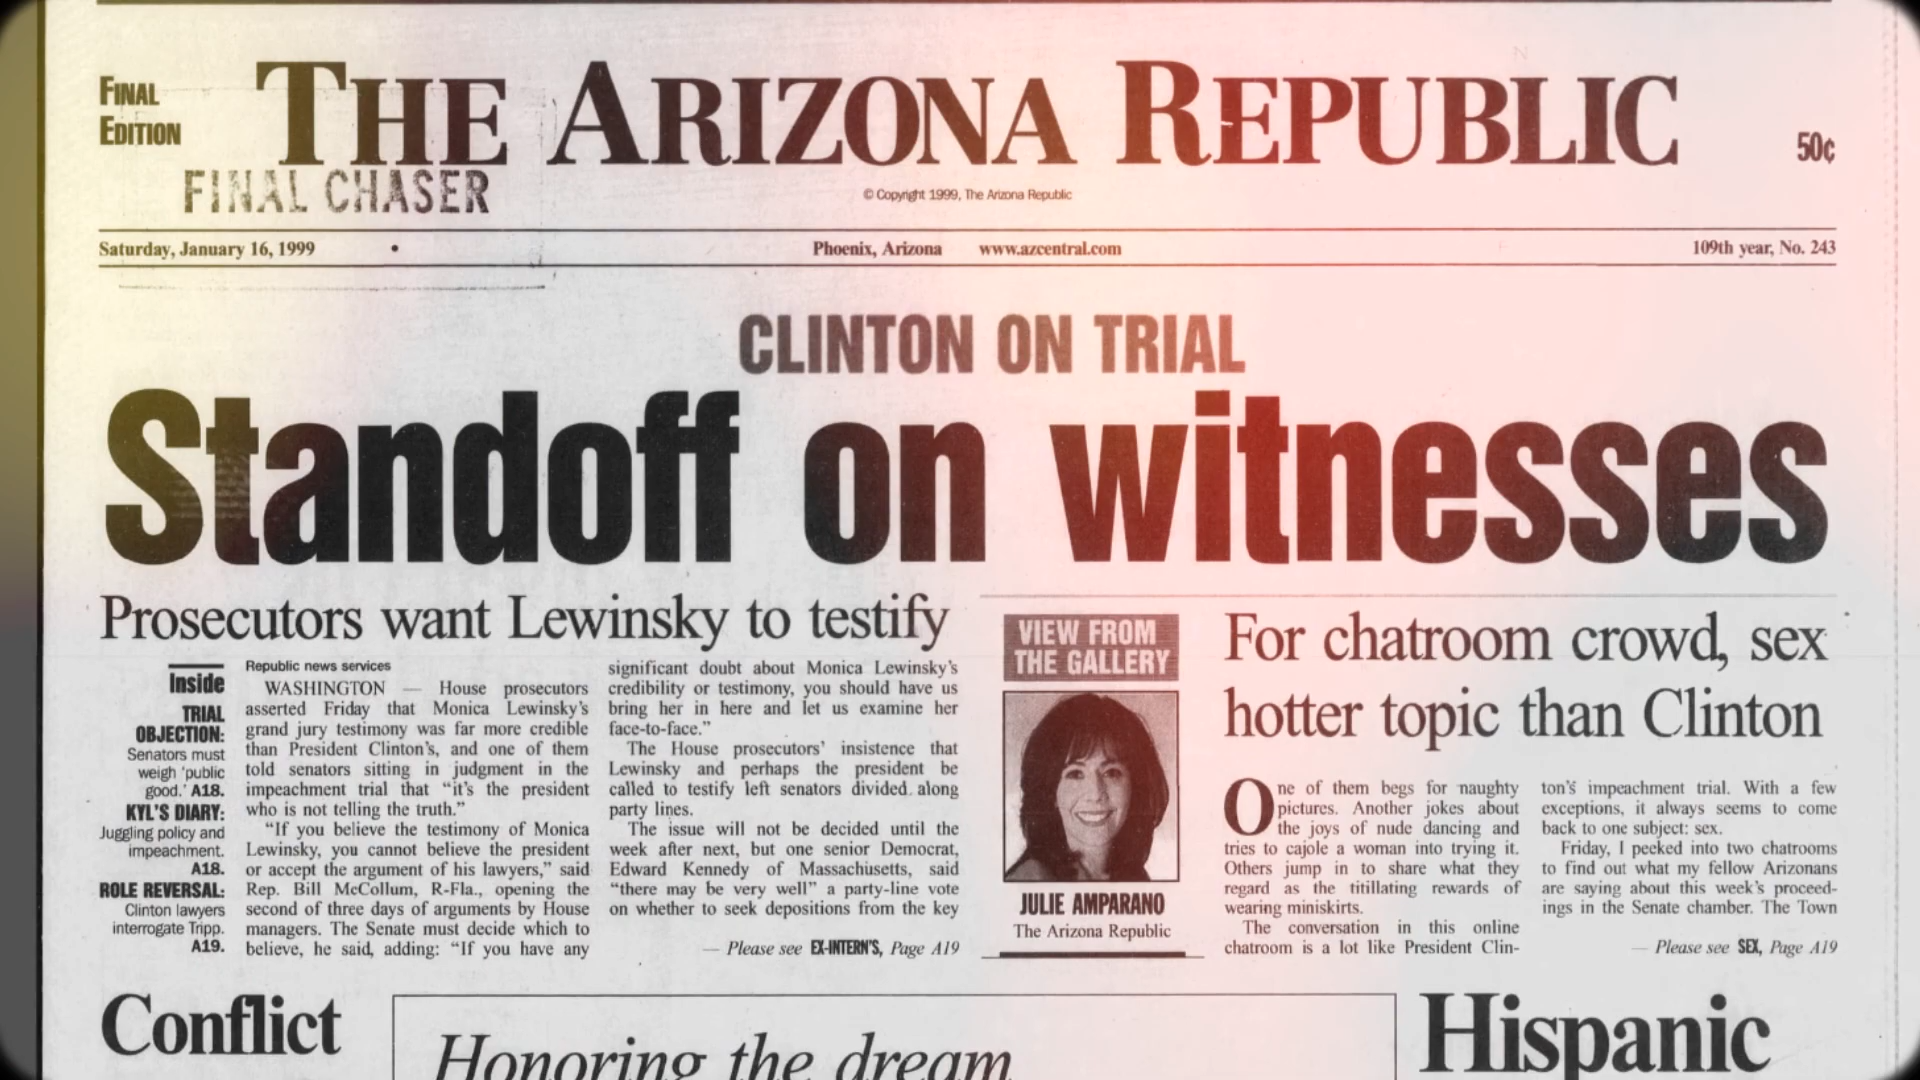 FINAL
EDITION
THE ARIZONA REPUBLIC
50¢
FINAL CHASER
© Copyright 1999, The Arizona Republic
Saturday, January 16, 1999 • Phoenix, Arizona www.azcentral.com 109th year, No. 243
CLINTON ON TRIAL
Standoff on witnesses
Prosecutors want Lewinsky to testify
Inside
TRIAL
OBJECTION:
Senators must
weigh 'public
good.' A18.
KYL'S DIARY:
Juggling policy and
impeachment.
A18.
ROLE REVERSAL:
Clinton lawyers
interrogate Tripp.
A19.
Republic news services
WASHINGTON — House prosecutors
asserted Friday that Monica Lewinsky's
grand jury testimony was far more credible
than President Clinton's, and one of them
told senators sitting in judgment in the
impeachment trial that "it's the president
who is not telling the truth."
"If you believe the testimony of Monica
Lewinsky, you cannot believe the president
or accept the argument of his lawyers," said
Rep. Bill McCollum, R-Fla., opening the
second of three days of arguments by House
managers. The Senate must decide which to
believe, he said, adding: "If you have any
significant doubt about Monica Lewinsky's
credibility or testimony, you should have us
bring her in here and let us examine her
face-to-face."
The House prosecutors' insistence that
Lewinsky and perhaps the president be
called to testify left senators divided along
party lines.
The issue will not be decided until the
week after next, but one senior Democrat,
Edward Kennedy of Massachusetts, said
"there may be very well" a party-line vote
on whether to seek depositions from the key
— Please see EX-INTERN'S, Page A19
VIEW FROM
THE GALLERY
JULIE AMPARANO
The Arizona Republic
For chatroom crowd, sex
hotter topic than Clinton
One of them begs for naughty
pictures. Another jokes about
the joys of nude dancing and
tries to cajole a woman into trying it.
Others jump in to share what they
regard as the titillating rewards of
wearing miniskirts.
The conversation in this online
chatroom is a lot like President Clin-
ton's impeachment trial. With a few
exceptions, it always seems to come
back to one subject: sex.
Friday, I peeked into two chatrooms
to find out what my fellow Arizonans
are saying about this week's proceed-
ings in the Senate chamber. The Town
— Please see SEX, Page A19
Conflict
Honoring the dream
Hispanic